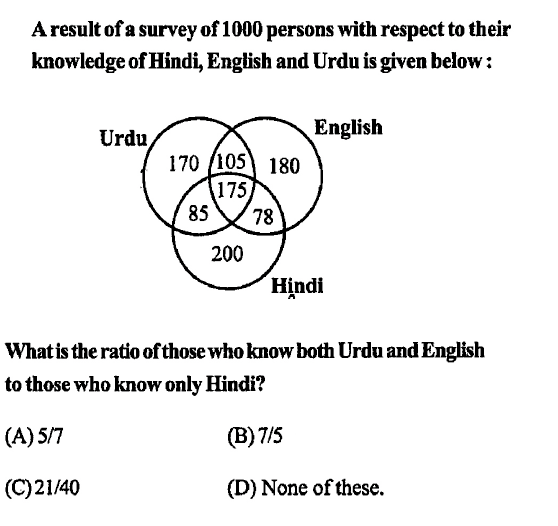 A result of a survey of 1000 persons with respect to their
knowledge of Hindi, English and Urdu is given below :
Urdu
English
170 105 180
175
85 78
200
Hindi
What is the ratio of those who know both Urdu and English
to those who know only Hindi?
(A) 5/7 (B) 7/5
(C) 21/40 (D) None of these.